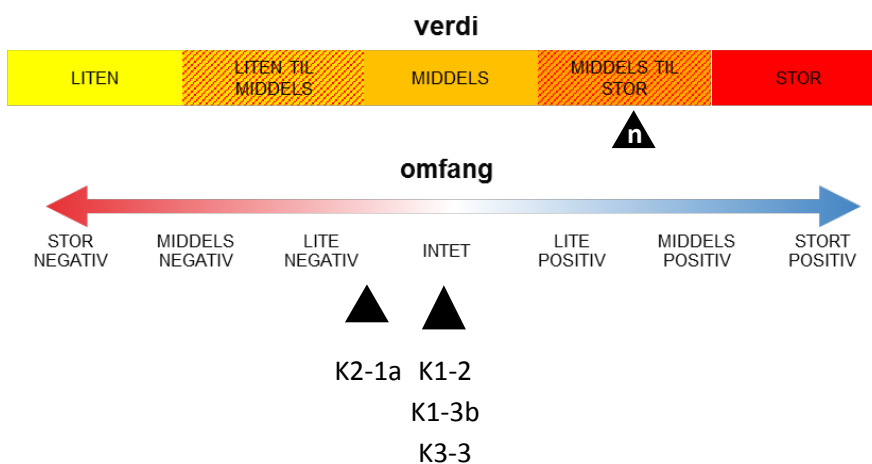 verdi
LITEN
LITEN TIL
MIDDELS
MIDDELS
MIDDELS TIL
STOR
STOR
n
omfang
STOR
NEGATIV
MIDDELS
NEGATIV
LITE
NEGATIV
INTET
LITE
POSITIV
MIDDELS
POSITIV
STORT
POSITIV
K2-1a K1-2
K1-3b
K3-3